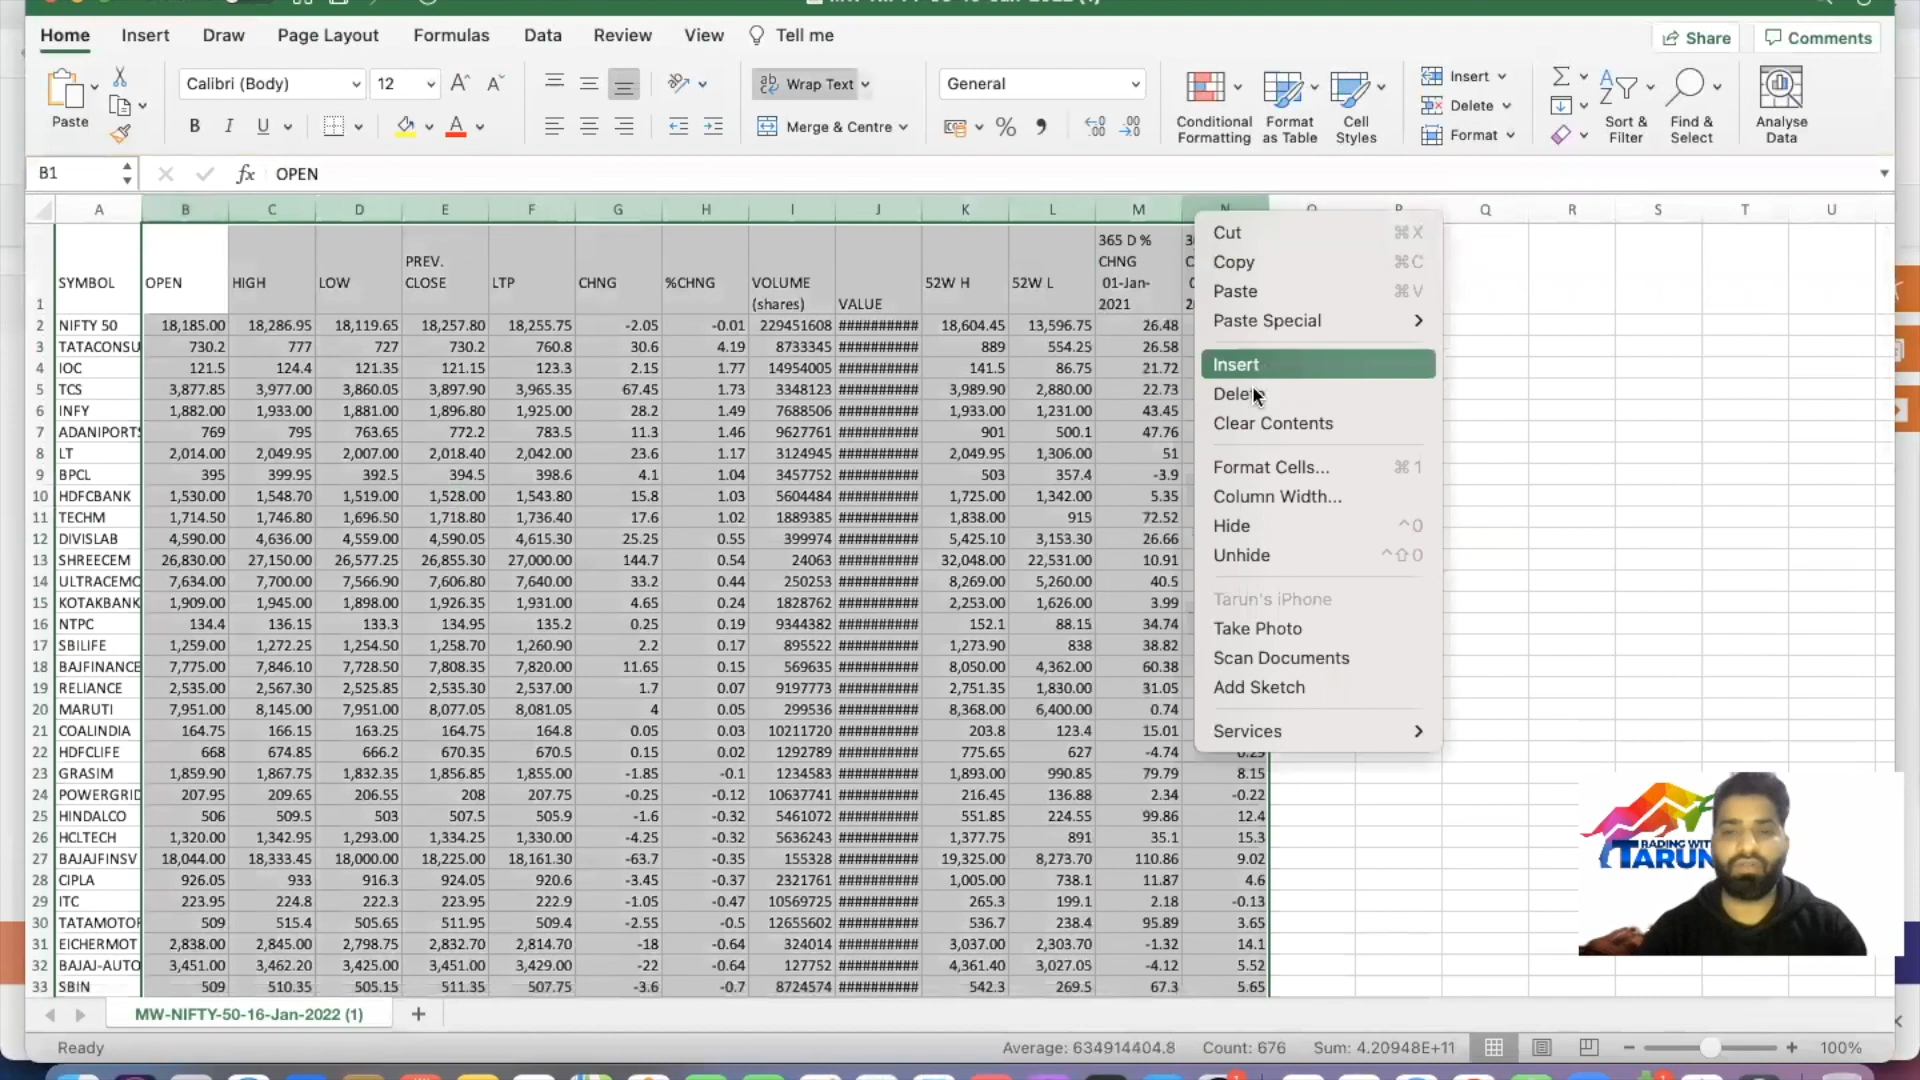 Home Insert Draw Page Layout Formulas Data Review View Tell me Share Comments
Paste Calibri (Body) 12 Wrap Text General Insert
B I U Merge & Centre Conditional Formatting Format as Table Cell Styles Delete Format Sort & Filter Find & Select Analyse Data
B1 fx OPEN
A B C D E F G H I J K L M N Q R S T U
1 SYMBOL OPEN HIGH LOW PREV. CLOSE LTP CHNG %CHNG VOLUME (shares) VALUE 52W H 52W L 365 D % CHNG 01-Jan-2021
2 NIFTY 50 18,185.00 18,286.95 18,119.65 18,257.80 18,255.75 -2.05 -0.01 229451608 ########## 18,604.45 13,596.75 26.48
3 TATACONSU 730.2 777 727 730.2 760.8 30.6 4.19 8733345 ########## 889 554.25 26.58
4 IOC 121.5 124.4 121.35 121.15 123.3 2.15 1.77 14954005 ########## 141.5 86.75 21.72
5 TCS 3,877.85 3,977.00 3,860.05 3,897.90 3,965.35 67.45 1.73 3348123 ########## 3,989.90 2,880.00 22.73
6 INFY 1,882.00 1,933.00 1,881.00 1,896.80 1,925.00 28.2 1.49 7688506 ########## 1,933.00 1,231.00 43.45
7 ADANIPORTS 769 795 763.65 772.2 783.5 11.3 1.46 9627761 ########## 901 500.1 47.76
8 LT 2,014.00 2,049.95 2,007.00 2,018.40 2,042.00 23.6 1.17 3124945 ########## 2,049.95 1,306.00 51
9 BPCL 395 399.95 392.5 394.5 398.6 4.1 1.04 3457752 ########## 503 357.4 -3.9
10 HDFCBANK 1,530.00 1,548.70 1,519.00 1,528.00 1,543.80 15.8 1.03 5604484 ########## 1,725.00 1,342.00 5.35
11 TECHM 1,714.50 1,746.80 1,696.50 1,718.80 1,736.40 17.6 1.02 1889385 ########## 1,838.00 915 72.52
12 DIVISLAB 4,590.00 4,636.00 4,559.00 4,590.05 4,615.30 25.25 0.55 399974 ########## 5,425.10 3,153.30 26.66
13 SHREECEM 26,830.00 27,150.00 26,577.25 26,855.30 27,000.00 144.7 0.54 24063 ########## 32,048.00 22,531.00 10.91
14 ULTRACEMC 7,634.00 7,700.00 7,566.90 7,606.80 7,640.00 33.2 0.44 250253 ########## 8,269.00 5,260.00 40.5
15 KOTAKBANK 1,909.00 1,945.00 1,898.00 1,926.35 1,931.00 4.65 0.24 1828762 ########## 2,253.00 1,626.00 3.99
16 NTPC 134.4 136.15 133.3 134.95 135.2 0.25 0.19 9344382 ########## 152.1 88.15 34.74
17 SBILIFE 1,259.00 1,272.25 1,254.50 1,258.70 1,260.90 2.2 0.17 895522 ########## 1,273.90 838 38.82
18 BAJFINANCE 7,775.00 7,846.10 7,728.50 7,808.35 7,820.00 11.65 0.15 569635 ########## 8,050.00 4,362.00 60.38
19 RELIANCE 2,535.00 2,567.30 2,525.85 2,535.30 2,537.00 1.7 0.07 9197773 ########## 2,751.35 1,830.00 31.05
20 MARUTI 7,951.00 8,145.00 7,951.00 8,077.05 8,081.05 4 0.05 299536 ########## 8,368.00 6,400.00 0.74
21 COALINDIA 164.75 166.15 163.25 164.75 164.8 0.05 0.03 10211720 ########## 203.8 123.4 15.01
22 HDFCLIFE 668 674.85 666.2 670.35 670.5 0.15 0.02 1292789 ########## 775.65 627 -4.74
23 GRASIM 1,859.90 1,867.75 1,832.35 1,856.85 1,855.00 -1.85 -0.1 1234583 ########## 1,893.00 990.85 79.79 8.15
24 POWERGRID 207.95 209.65 206.55 208 207.75 -0.25 -0.12 10637741 ########## 216.45 136.88 2.34 -0.22
25 HINDALCO 506 509.5 503 507.5 505.9 -1.6 -0.32 5461072 ########## 551.85 224.55 99.86 12.4
26 HCLTECH 1,320.00 1,342.95 1,293.00 1,334.25 1,330.00 -4.25 -0.32 5636243 ########## 1,377.75 891 35.1 15.3
27 BAJAJFINSV 18,044.00 18,333.45 18,000.00 18,225.00 18,161.30 -63.7 -0.35 155328 ########## 19,325.00 8,273.70 110.86 9.02
28 CIPLA 926.05 933 916.3 924.05 920.6 -3.45 -0.37 2321761 ########## 1,005.00 738.1 11.87 4.6
29 ITC 223.95 224.8 222.3 223.95 222.9 -1.05 -0.47 10569725 ########## 265.3 199.1 2.18 -0.13
30 TATAMOTOR 509 515.4 505.65 511.95 509.4 -2.55 -0.5 12655602 ########## 536.7 238.4 95.89 3.65
31 EICHERMOT 2,838.00 2,845.00 2,798.75 2,832.70 2,814.70 -18 -0.64 324014 ########## 3,037.00 2,303.70 -1.32 14.1
32 BAJAJ-AUTO 3,451.00 3,462.20 3,425.00 3,451.00 3,429.00 -22 -0.64 127752 ########## 4,361.40 3,027.05 -4.12 5.52
33 SBIN 509 510.35 505.15 511.35 507.75 -3.6 -0.7 8724574 ########## 542.3 269.5 67.3 5.65
Cut ⌘X
Copy ⌘C
Paste ⌘V
Paste Special
Insert
Delete
Clear Contents
Format Cells... ⌘1
Column Width...
Hide ^0
Unhide ^⇧0
Tarun's iPhone
Take Photo
Scan Documents
Add Sketch
Services
RADING WIT
TARUN
MW-NIFTY-50-16-Jan-2022 (1)
Ready Average: 634914404.8 Count: 676 Sum: 4.20948E+11 100%